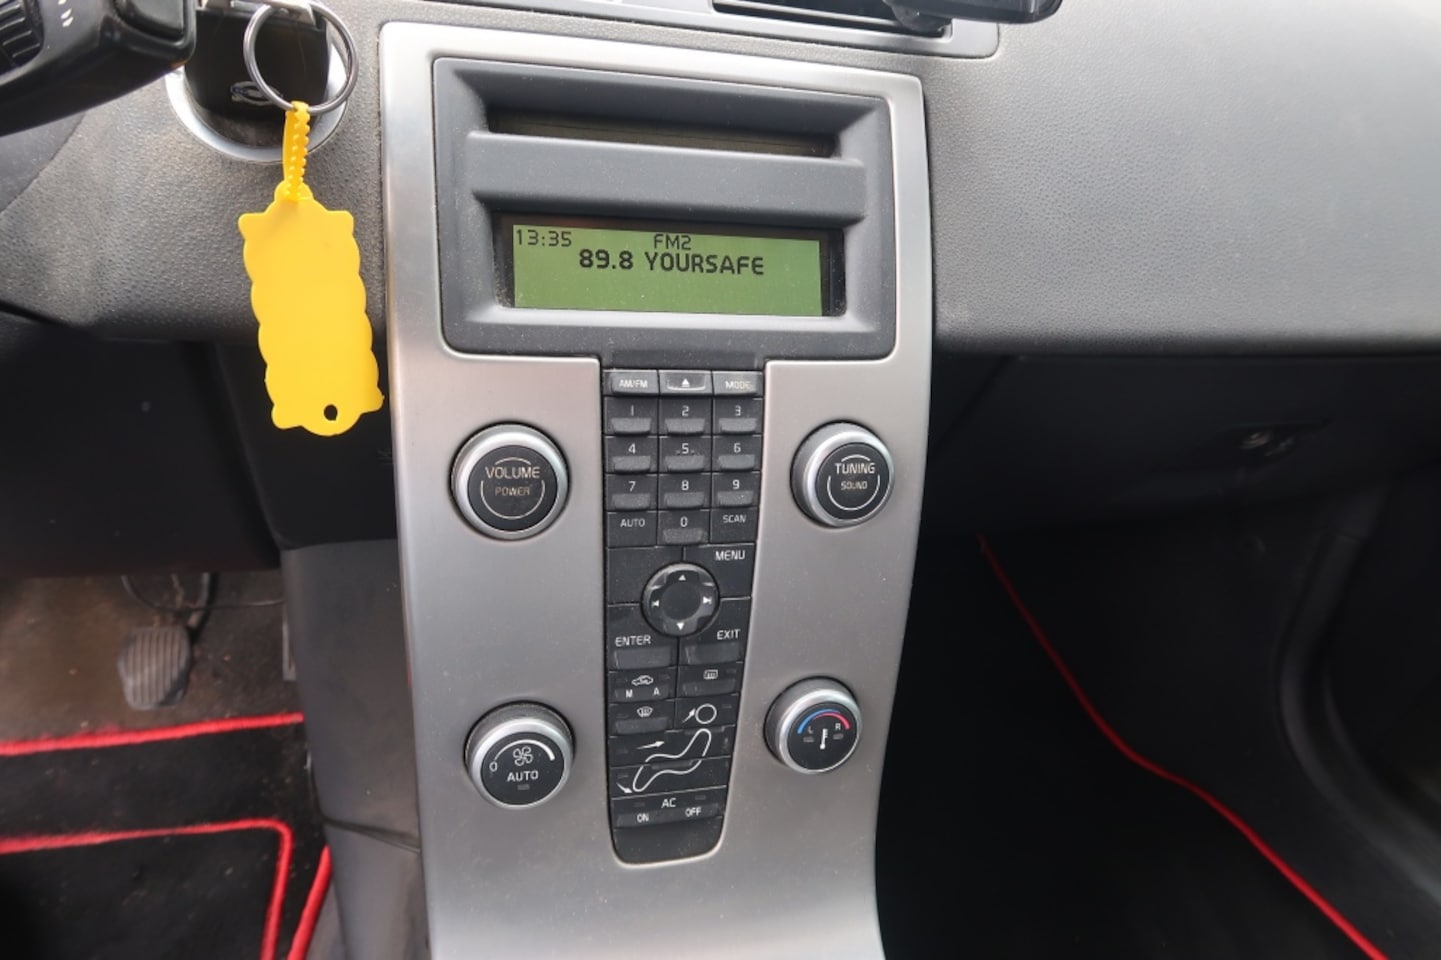 13:35 FM2
89.8 YOURSAFE
AM/FM MODE
1 2 3
4 5 6
7 8 9
AUTO 0 SCAN
VOLUME
POWER
TUNING
SOUND
MENU
ENTER EXIT
M A
0 AUTO
L R
AC
ON OFF